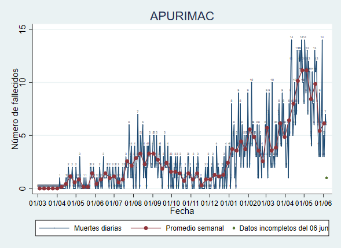 APURIMAC
15
10
5
0
Número de fallecidos
01/03 01/04 01/05 01/06 01/07 01/08 01/09 01/10 01/11 01/12 01/01 01/02 01/03 01/04 01/05 01/06
Fecha
Muertes diarias Promedio semanal Datos incompletos del 06 jun